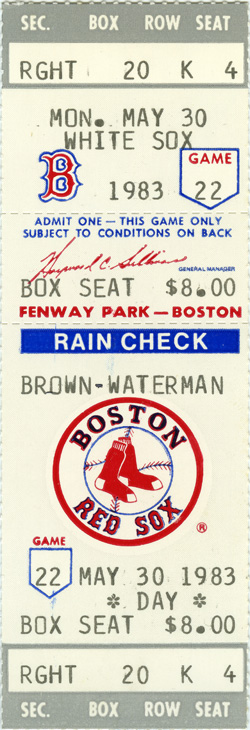 SEC. BOX ROW SEAT
RGHT 20 K 4
MON. MAY 30
WHITE SOX
B
1983
GAME
22
ADMIT ONE — THIS GAME ONLY
SUBJECT TO CONDITIONS ON BACK
Haywood C. Sullivan
GENERAL MANAGER
BOX SEAT $8.00
FENWAY PARK — BOSTON
RAIN CHECK
BROWN-WATERMAN
BOSTON
RED SOX
®
GAME
22
MAY 30 1983
* DAY *
BOX SEAT $8.00
RGHT 20 K 4
SEC. BOX ROW SEAT